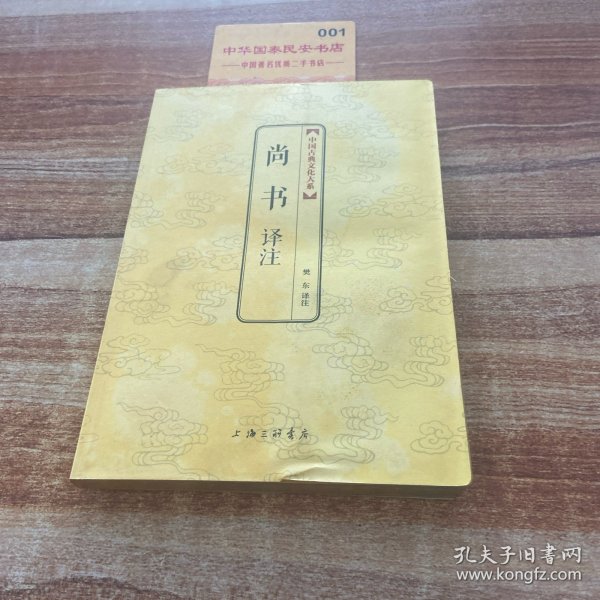 001
中华国泰民安书店
——中国著名优雅二手书店——
中国古典文化大系
尚书
译注
樊东 译注
上海三联书店
孔夫子旧书网
www.kongfz.com